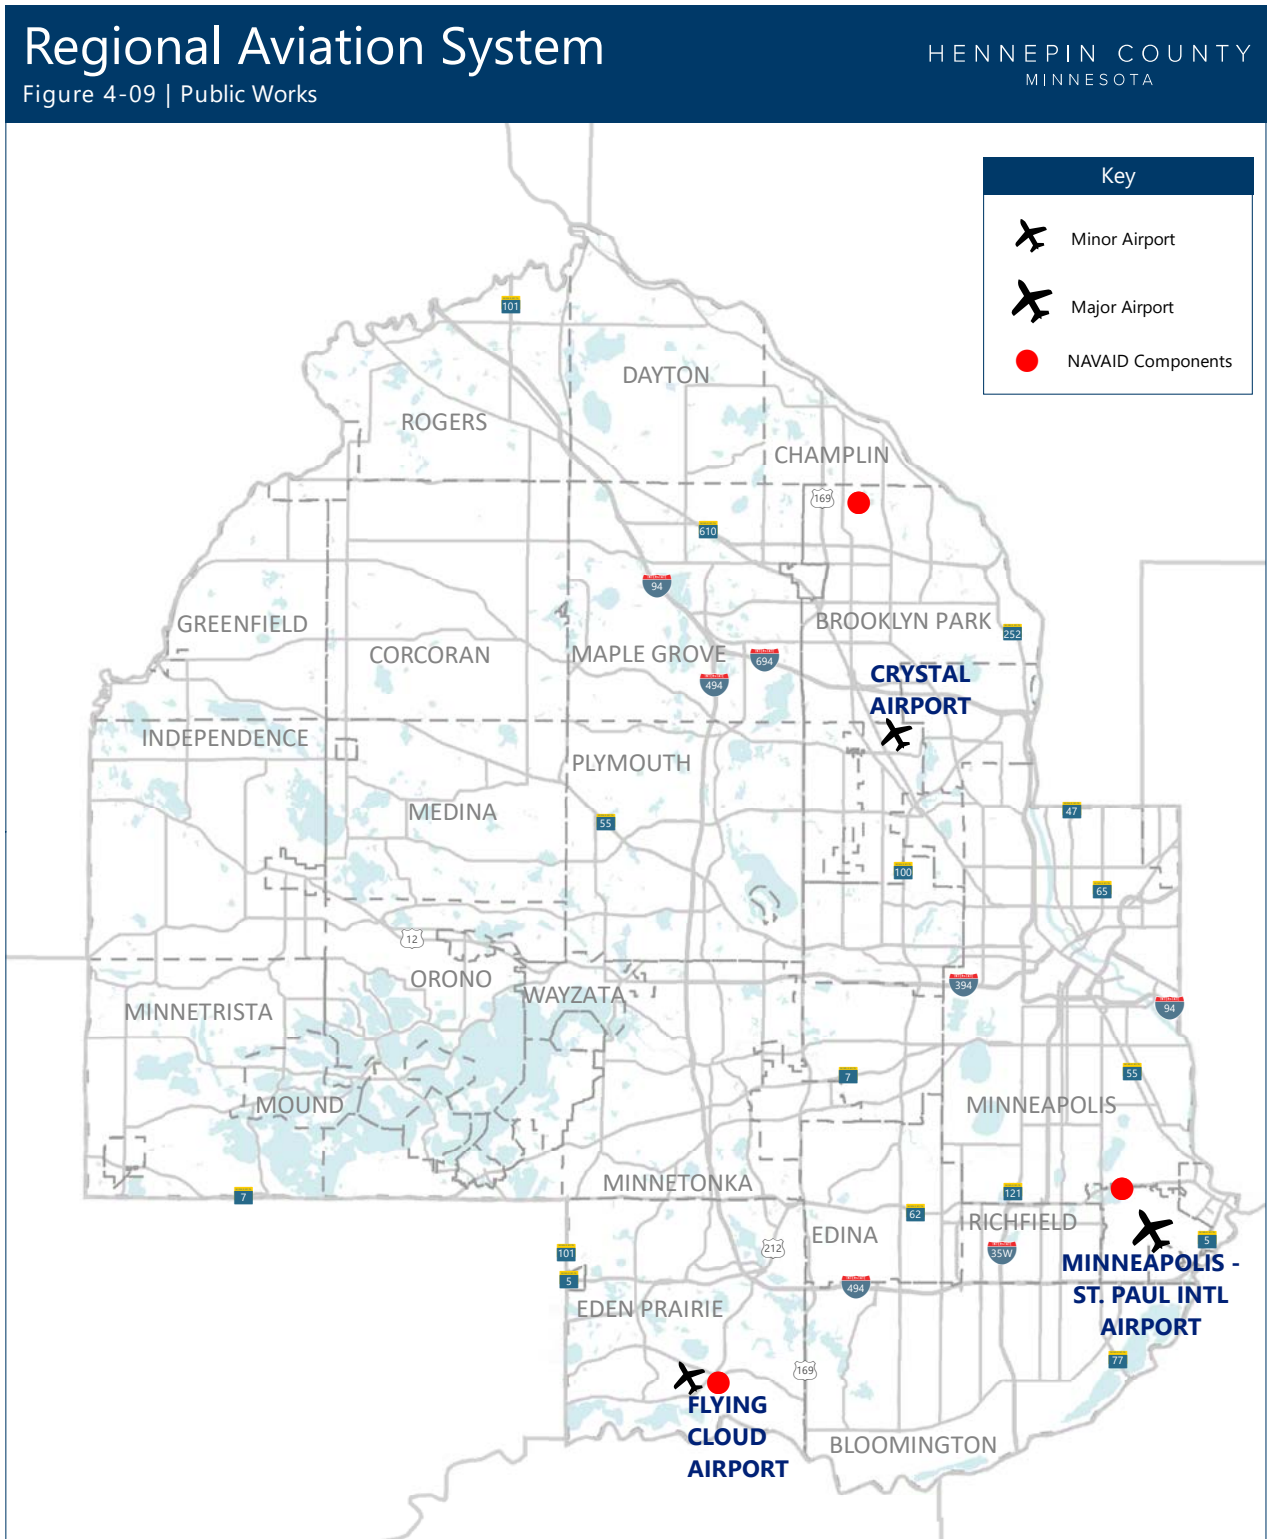 Regional Aviation System
Figure 4-09 | Public Works
HENNEPIN COUNTY
MINNESOTA
Key
Minor Airport
Major Airport
NAVAID Components
101
DAYTON
ROGERS
CHAMPLIN
169
610
94
GREENFIELD
BROOKLYN PARK
252
CORCORAN
MAPLE GROVE
694
494
CRYSTAL
AIRPORT
INDEPENDENCE
PLYMOUTH
MEDINA
55
47
100
65
12
ORONO
WAYZATA
394
MINNETRISTA
94
7
55
MOUND
MINNEAPOLIS
MINNETONKA
7
121
62
RICHFIELD
EDINA
212
101
35W
5
5
494
MINNEAPOLIS -
ST. PAUL INTL
AIRPORT
EDEN PRAIRIE
77
169
FLYING
CLOUD
AIRPORT
BLOOMINGTON